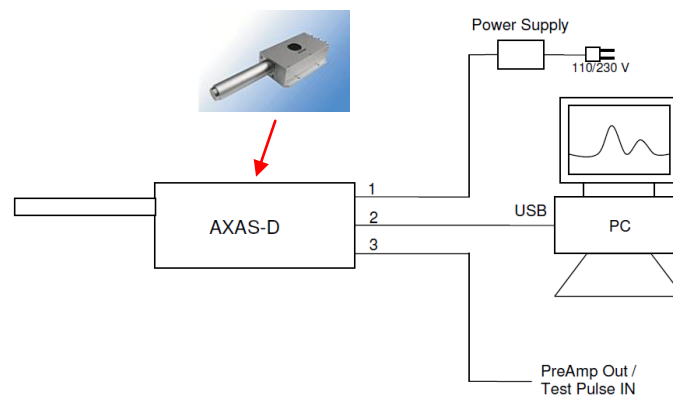 Power Supply
110/230 V
1
AXAS-D
2
USB
PC
3
PreAmp Out /
Test Pulse IN